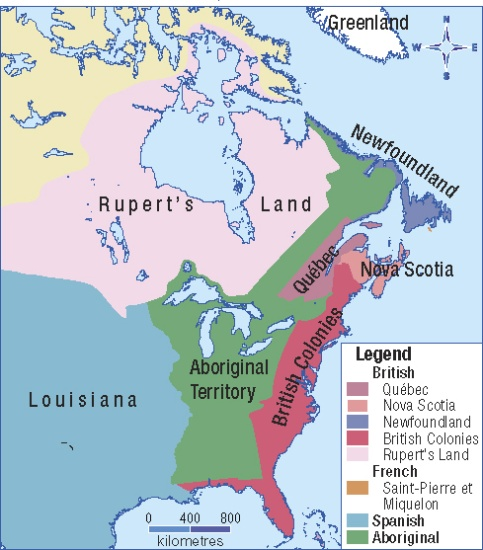 Greenland
N
W E
S
Newfoundland
Rupert's Land
Québec
Nova Scotia
British Colonies
Aboriginal
Territory
Louisiana
Legend
British
Québec
Nova Scotia
Newfoundland
British Colonies
Rupert's Land
French
Saint-Pierre et
Miquelon
Spanish
Aboriginal
0 400 800
kilometres